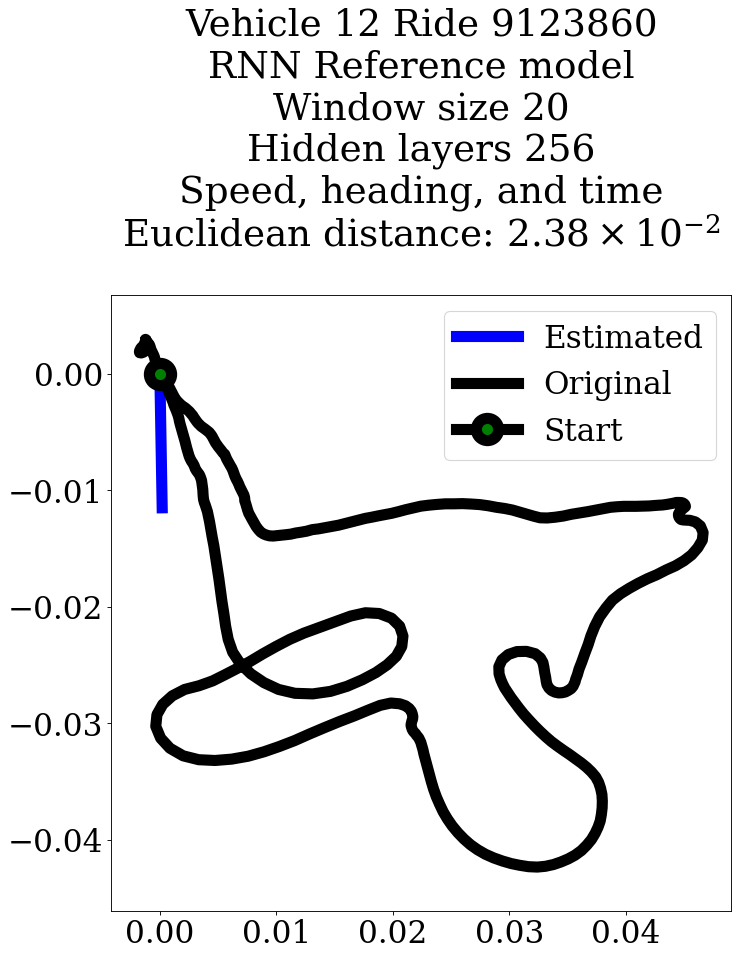 Vehicle 12 Ride 9123860
RNN Reference model
Window size 20
Hidden layers 256
Speed, heading, and time
Euclidean distance: 2.38 × 10⁻²
Estimated
Original
Start
0.00
−0.01
−0.02
−0.03
−0.04
0.00 0.01 0.02 0.03 0.04